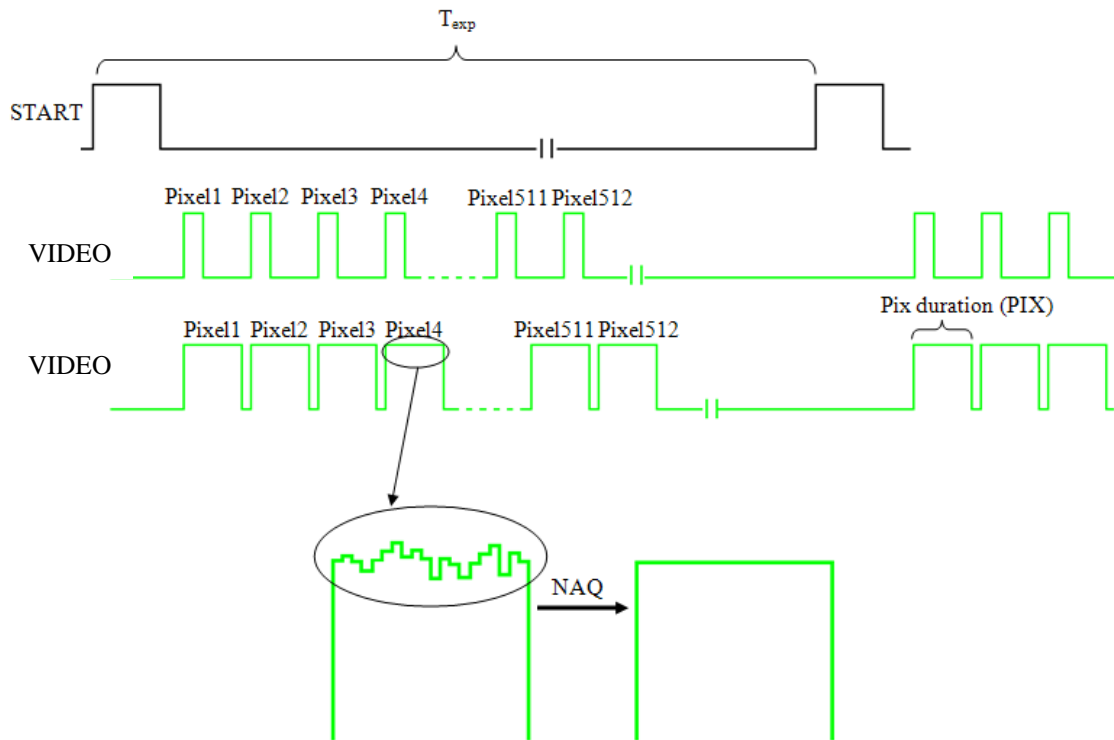 T_exp
START
Pixel1 Pixel2 Pixel3 Pixel4 Pixel511 Pixel512
VIDEO
Pix duration (PIX)
Pixel1 Pixel2 Pixel3 Pixel4 Pixel511 Pixel512
VIDEO
NAQ